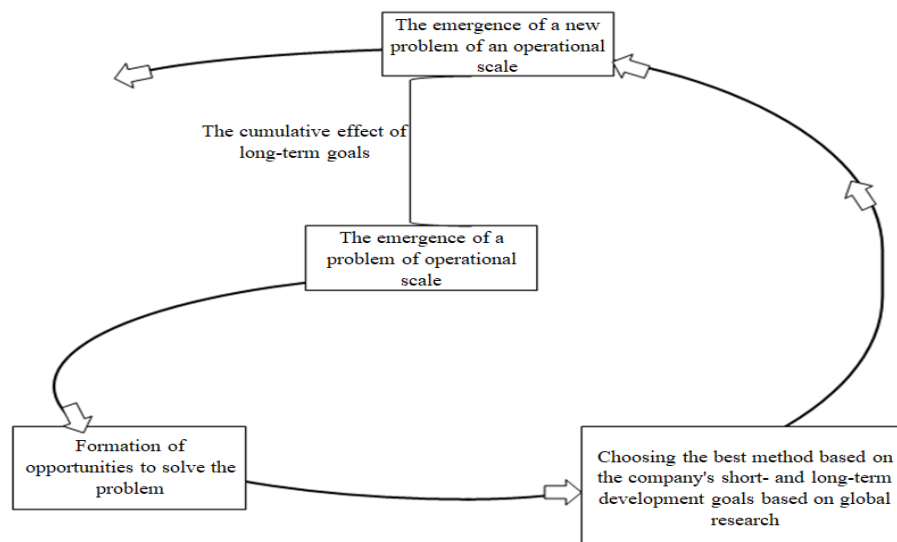 The emergence of a new
problem of an operational
scale
The cumulative effect of
long-term goals
The emergence of a
problem of operational
scale
Formation of
opportunities to solve the
problem
Choosing the best method based on
the company's short- and long-term
development goals based on global
research